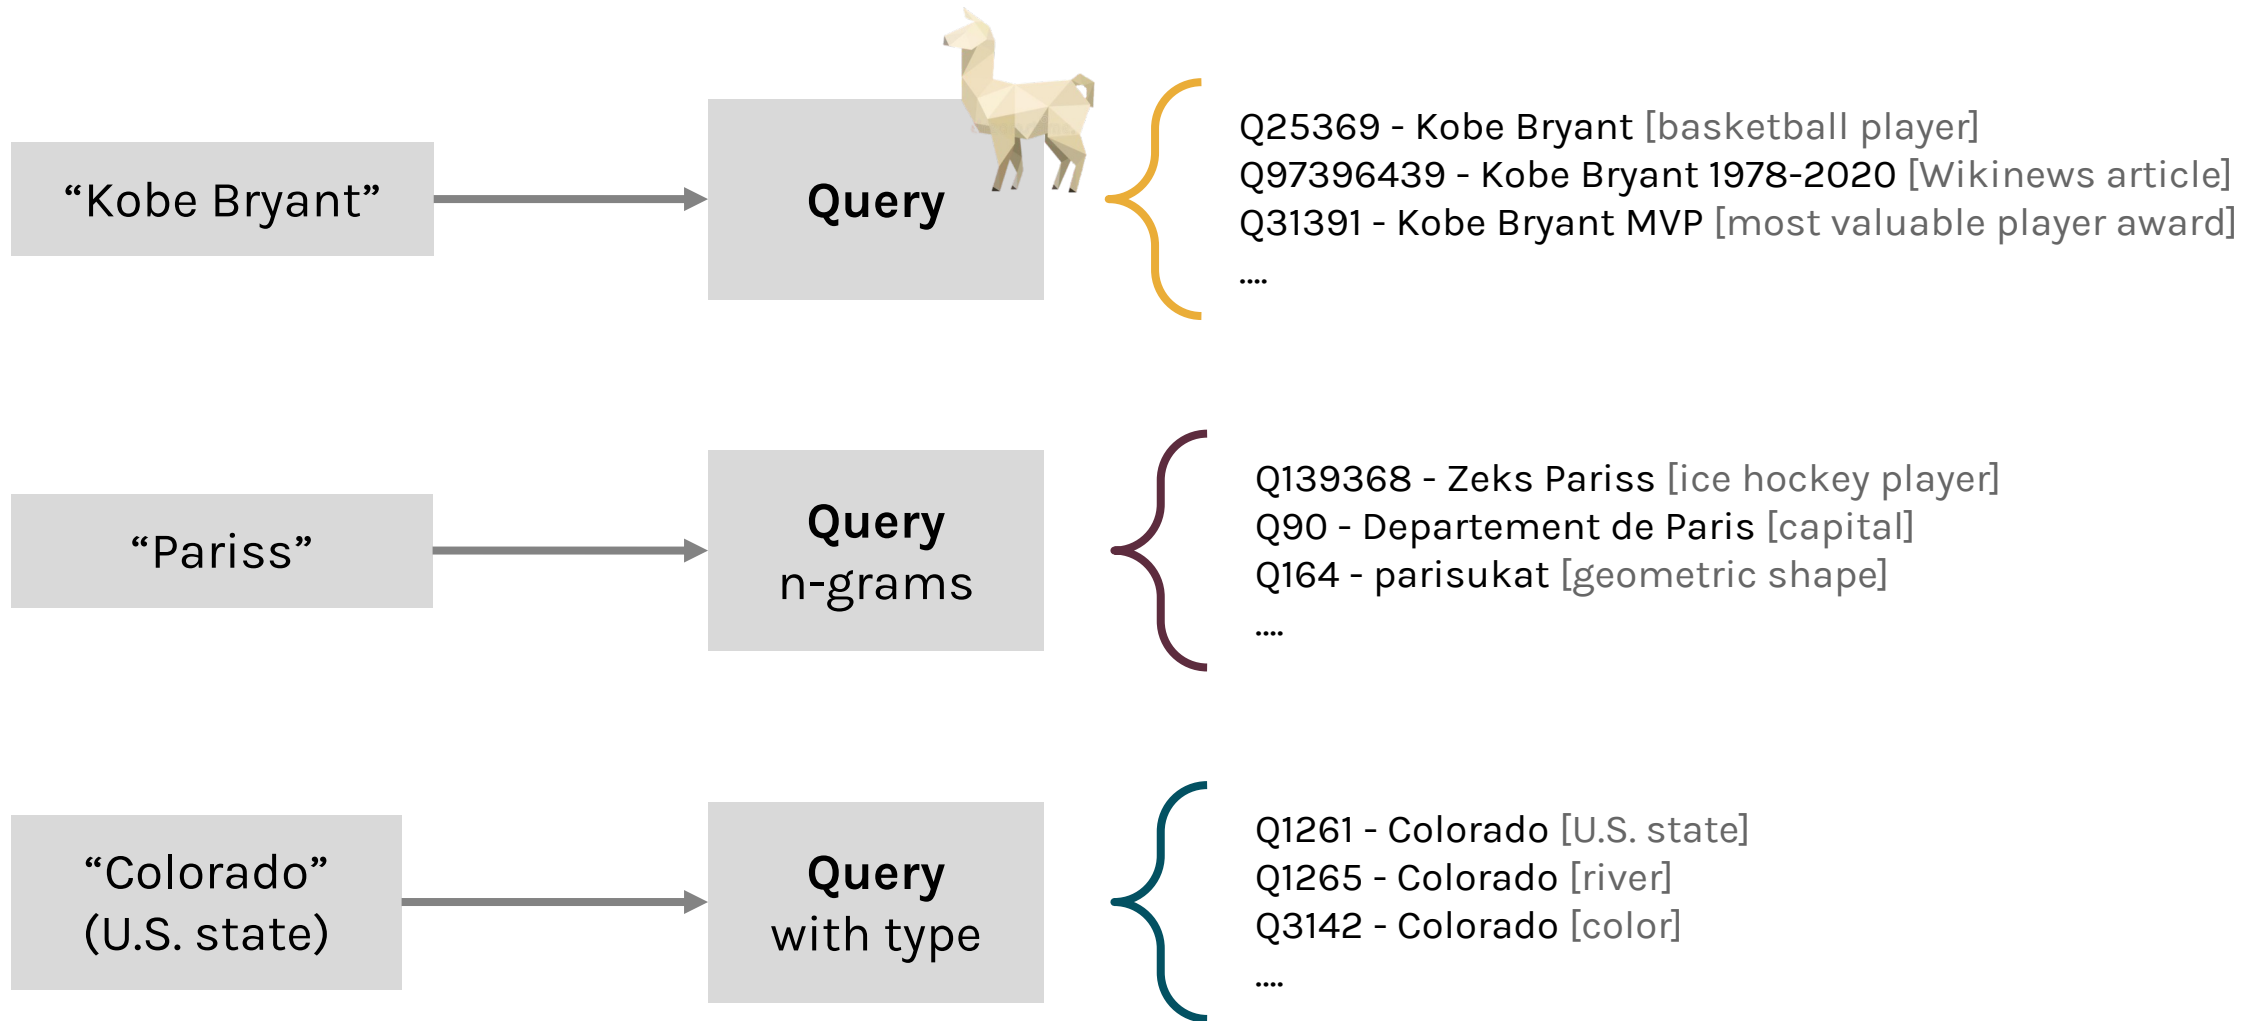 “Kobe Bryant”
Query
Q25369 - Kobe Bryant [basketball player]
Q97396439 - Kobe Bryant 1978-2020 [Wikinews article]
Q31391 - Kobe Bryant MVP [most valuable player award]
....
“Pariss”
Query
n-grams
Q139368 - Zeks Pariss [ice hockey player]
Q90 - Departement de Paris [capital]
Q164 - parisukat [geometric shape]
....
“Colorado”
(U.S. state)
Query
with type
Q1261 - Colorado [U.S. state]
Q1265 - Colorado [river]
Q3142 - Colorado [color]
....